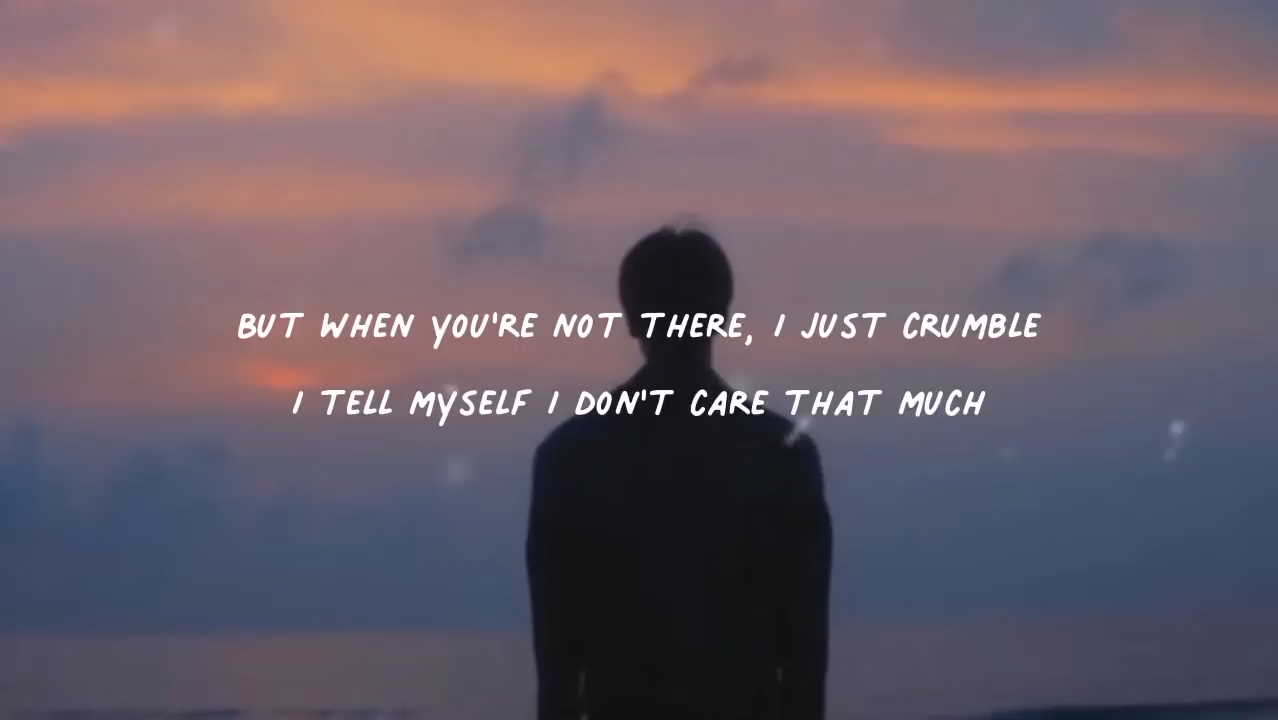 BUT WHEN YOU'RE NOT THERE, I JUST CRUMBLE
I TELL MYSELF I DON'T CARE THAT MUCH